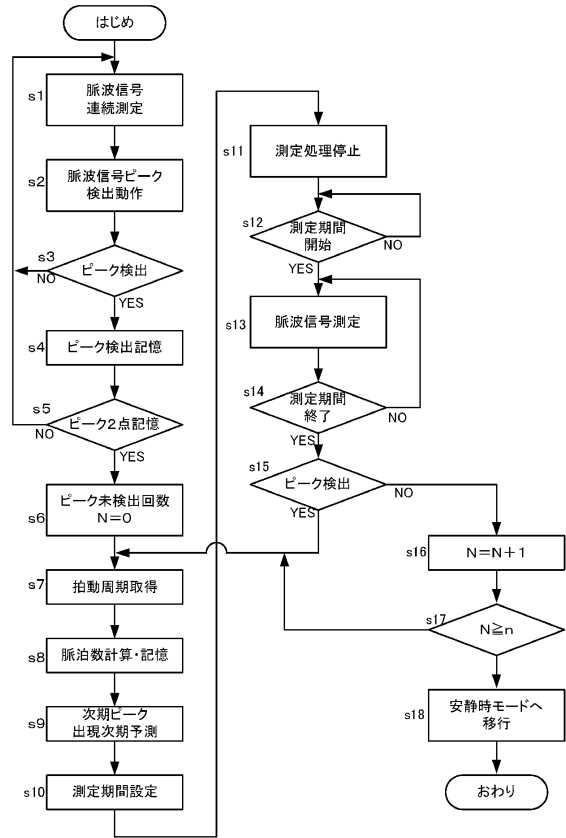 はじめ
s1
脈波信号
連続測定
s2
脈波信号ピーク
検出動作
s3
ピーク検出
NO
YES
s4
ピーク検出記憶
s5
ピーク2点記憶
NO
YES
s6
ピーク未検出回数
N=0
s7
拍動周期取得
s8
脈泊数計算・記憶
s9
次期ピーク
出現次期予測
s10
測定期間設定
s11
測定処理停止
s12
測定期間
開始
NO
YES
s13
脈波信号測定
s14
測定期間
終了
NO
YES
s15
ピーク検出
NO
YES
s16
N=N+1
s17
N≧n
s18
安静時モードへ
移行
おわり